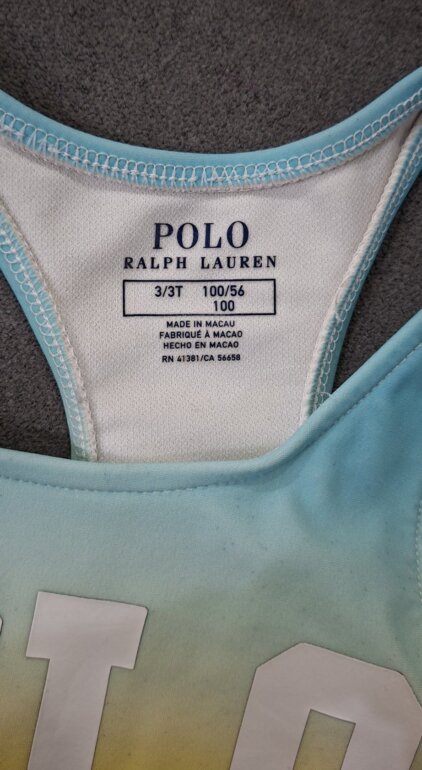 POLO
RALPH LAUREN
3/3T 100/56
100
MADE IN MACAU
FABRIQUÉ À MACAO
HECHO EN MACAO
RN 41381/CA 56658
LO